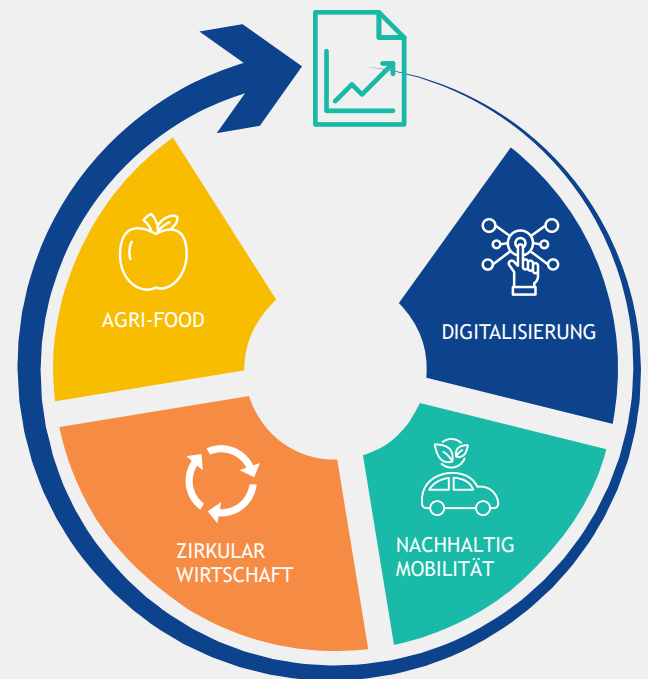 AGRI-FOOD
DIGITALISIERUNG
ZIRKULAR
WIRTSCHAFT
NACHHALTIG
MOBILITÄT